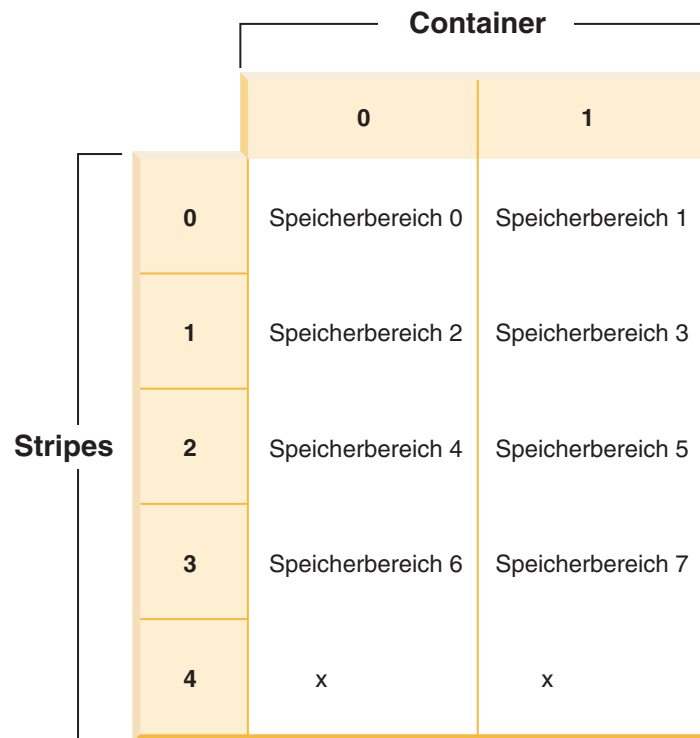 Container
0 1
0 Speicherbereich 0 Speicherbereich 1
1 Speicherbereich 2 Speicherbereich 3
Stripes 2 Speicherbereich 4 Speicherbereich 5
3 Speicherbereich 6 Speicherbereich 7
4 x x